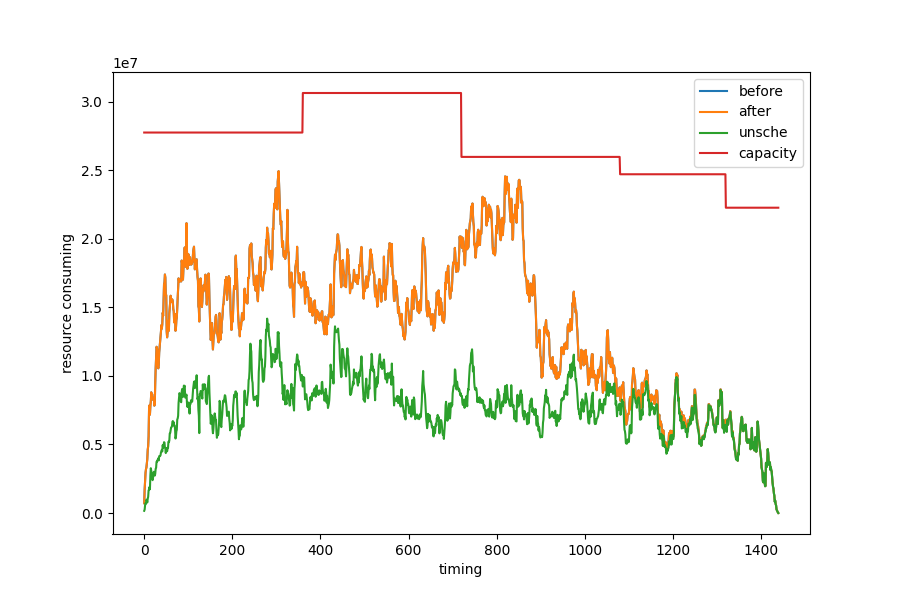 1e7
3.0
2.5
2.0
1.5
1.0
0.5
0.0
resource consuming
before
after
unsche
capacity
0 200 400 600 800 1000 1200 1400
timing